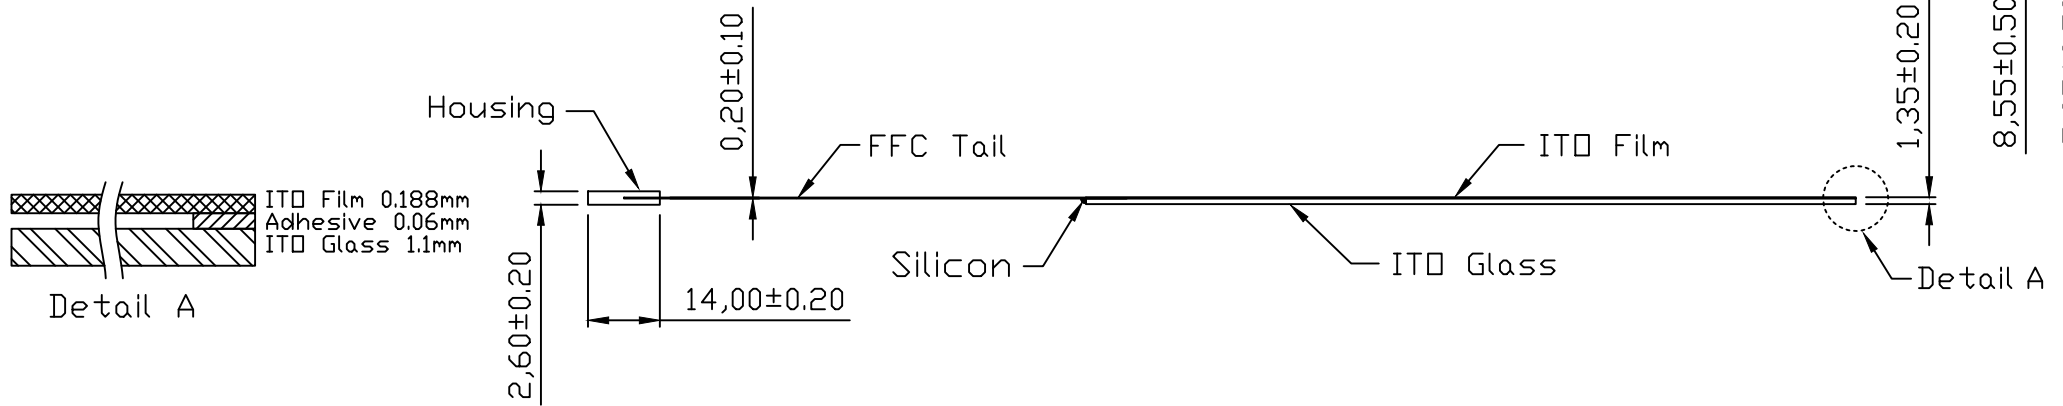 0,20±0.10
1,35±0.20
8,55±0.50
Housing
FFC Tail
ITO Film
ITO Film 0.188mm
Adhesive 0.06mm
ITO Glass 1.1mm
Silicon
ITO Glass
Detail A
Detail A
14,00±0.20
2,60±0.20